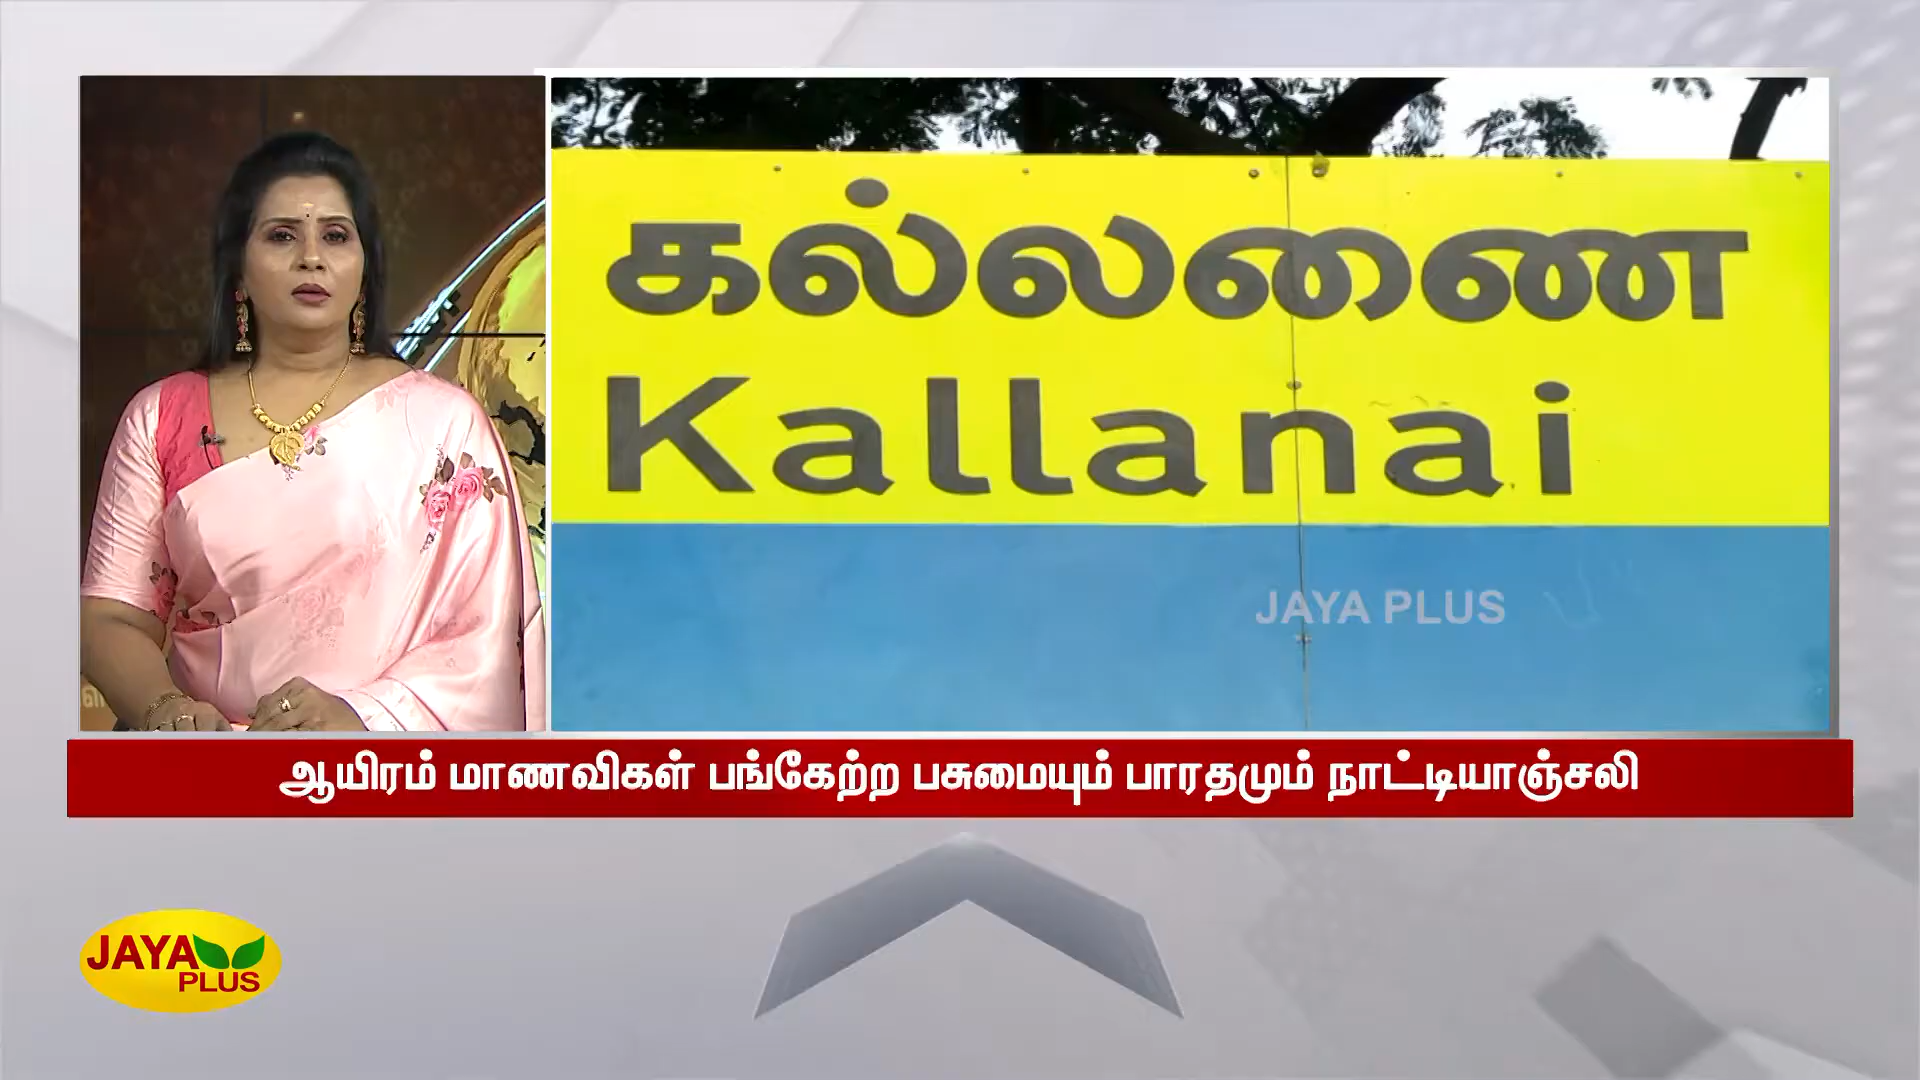 கல்லணை
Kallanai
JAYA PLUS
ஆயிரம் மாணவிகள் பங்கேற்ற பசுமையும் பாரதமும் நாட்டியாஞ்சலி
JAYA
PLUS